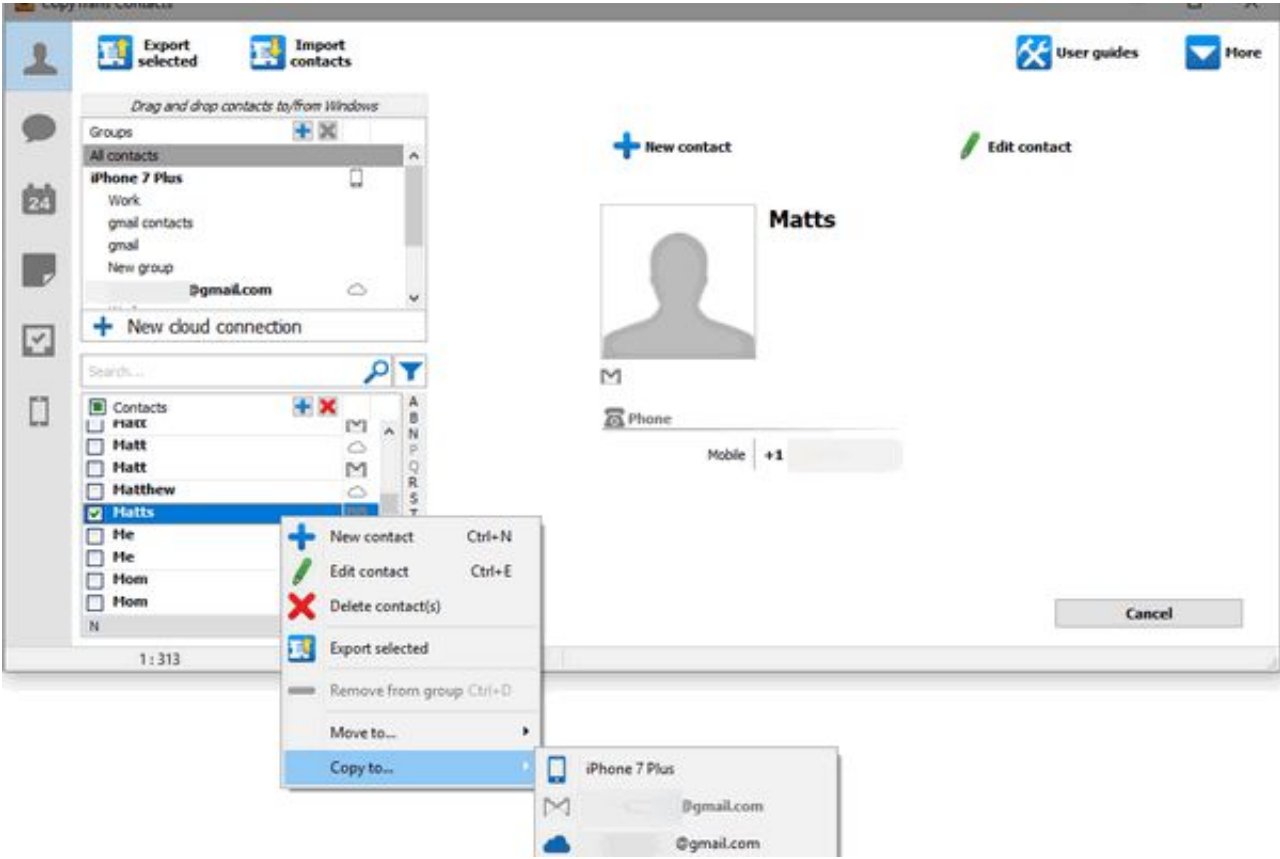 CopyTrans Contacts
Export selected
Import contacts
User guides
More
Drag and drop contacts to/from Windows
Groups
All contacts
iPhone 7 Plus
Work
gmail contacts
gmail
New group
@gmail.com
New cloud connection
Search...
Contacts
Matt
Matt
Matt
Matthew
Matts
Me
Me
Mom
Mom
N
A
B
N
P
Q
R
S
T
1 : 313
24
New contact
Edit contact
Matts
Phone
Mobile +1
Cancel
New contact Ctrl+N
Edit contact Ctrl+E
Delete contact(s)
Export selected
Remove from group Ctrl+D
Move to...
Copy to...
iPhone 7 Plus
@gmail.com
@gmail.com